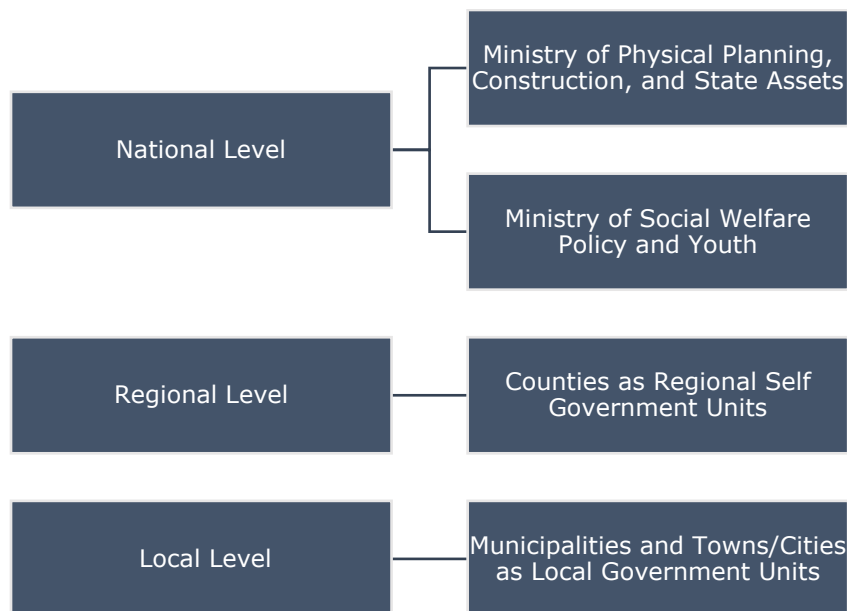 National Level
Ministry of Physical Planning,
Construction, and State Assets
Ministry of Social Welfare
Policy and Youth
Regional Level
Counties as Regional Self
Government Units
Local Level
Municipalities and Towns/Cities
as Local Government Units